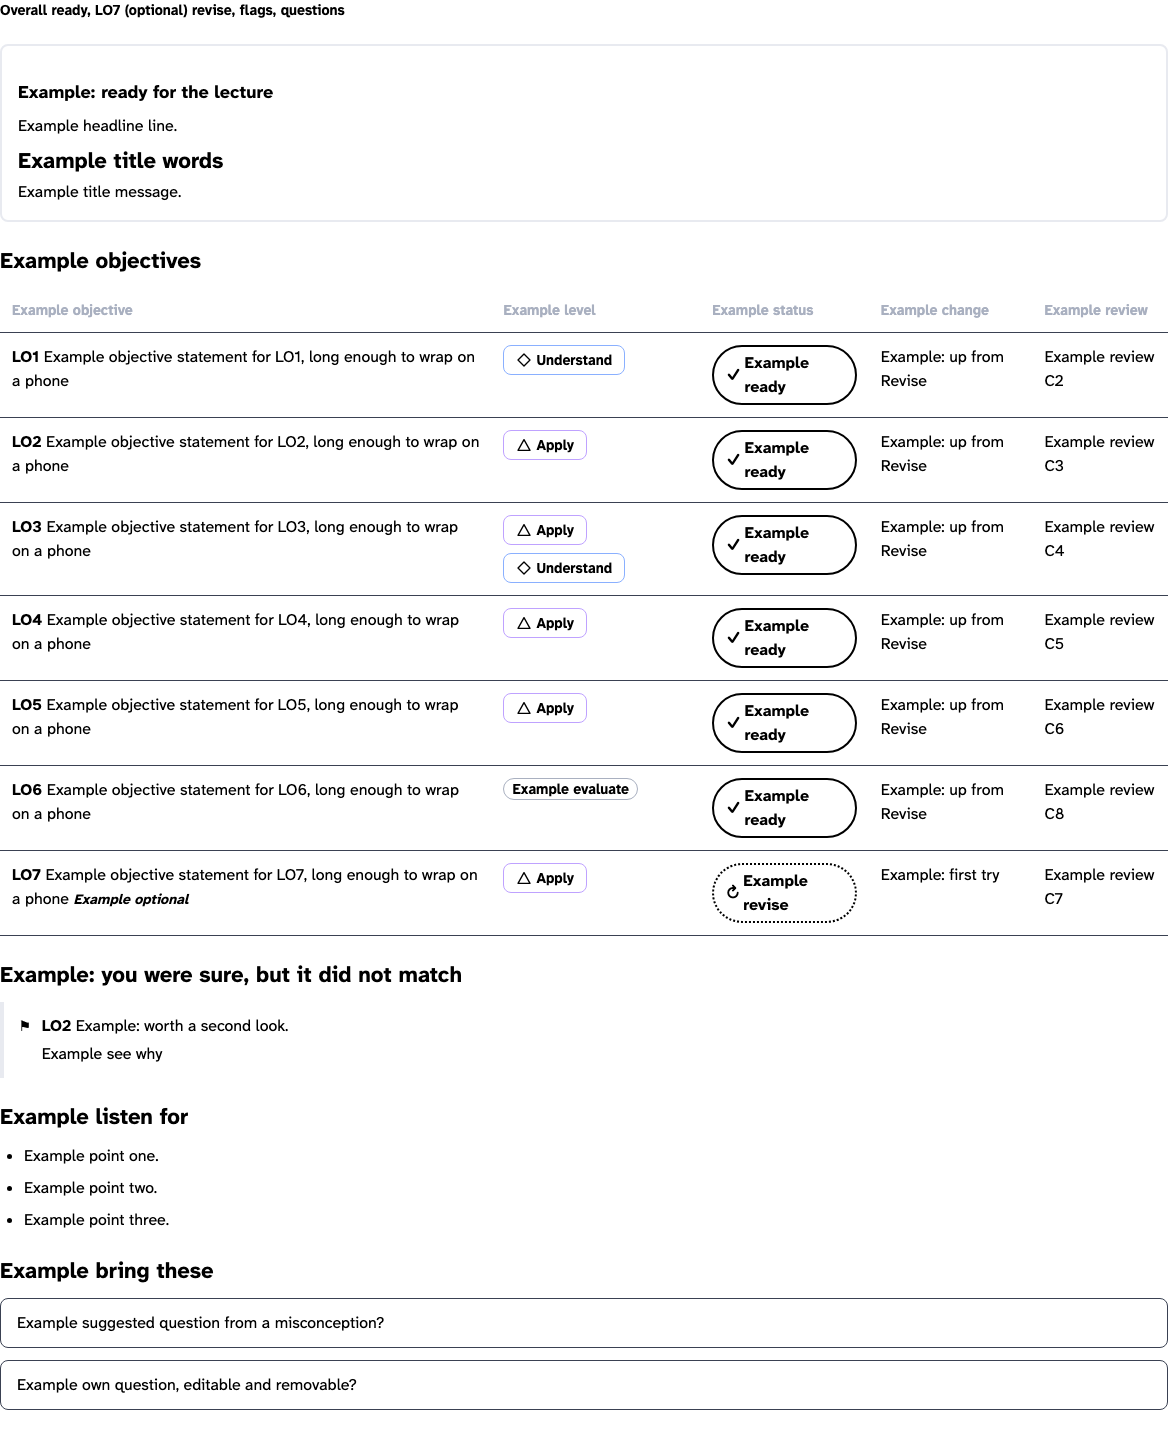 Overall ready, LO7 (optional) revise, flags, questions
Example: ready for the lecture
Example headline line.
Example title words
Example title message.
Example objectives
Example objective Example level Example status Example change Example review
LO1 Example objective statement for LO1, long enough to wrap on
a phone
Understand
Example
ready
Example: up from
Revise
Example review
C2
LO2 Example objective statement for LO2, long enough to wrap on
a phone
Apply
Example
ready
Example: up from
Revise
Example review
C3
LO3 Example objective statement for LO3, long enough to wrap
on a phone
Apply
Understand
Example
ready
Example: up from
Revise
Example review
C4
LO4 Example objective statement for LO4, long enough to wrap
on a phone
Apply
Example
ready
Example: up from
Revise
Example review
C5
LO5 Example objective statement for LO5, long enough to wrap
on a phone
Apply
Example
ready
Example: up from
Revise
Example review
C6
LO6 Example objective statement for LO6, long enough to wrap
on a phone
Example evaluate
Example
ready
Example: up from
Revise
Example review
C8
LO7 Example objective statement for LO7, long enough to wrap on
a phone Example optional
Apply
Example
revise
Example: first try
Example review
C7
Example: you were sure, but it did not match
LO2 Example: worth a second look.
Example see why
Example listen for
Example point one.
Example point two.
Example point three.
Example bring these
Example suggested question from a misconception?
Example own question, editable and removable?